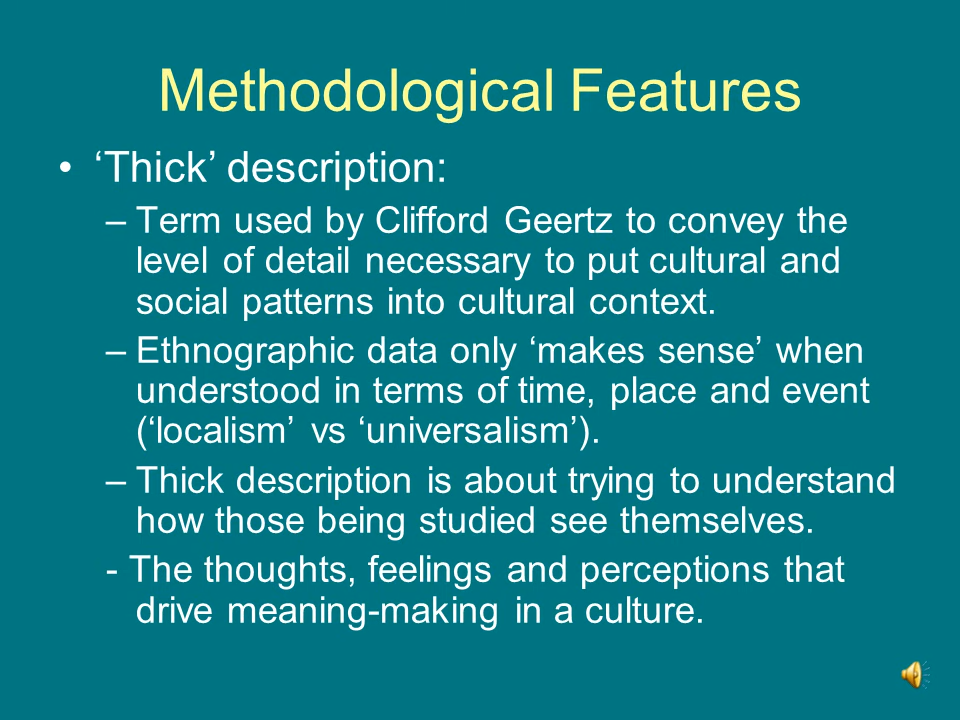 Methodological Features
• ‘Thick’ description:
– Term used by Clifford Geertz to convey the
level of detail necessary to put cultural and
social patterns into cultural context.
– Ethnographic data only ‘makes sense’ when
understood in terms of time, place and event
(‘localism’ vs ‘universalism’).
– Thick description is about trying to understand
how those being studied see themselves.
- The thoughts, feelings and perceptions that
drive meaning-making in a culture.